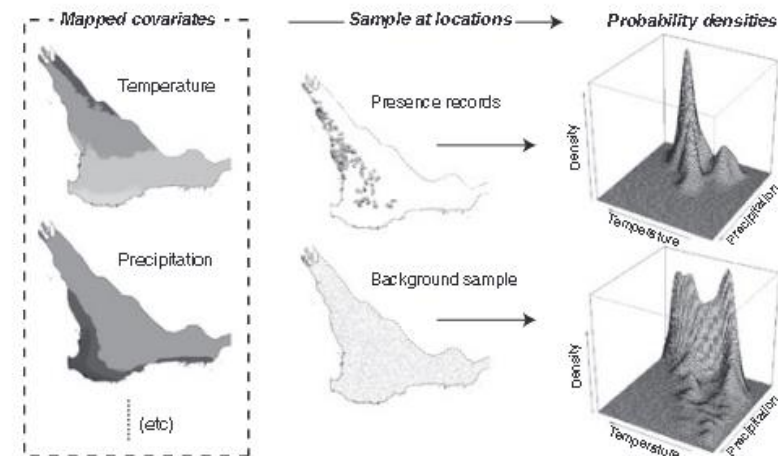 Mapped covariates
Sample at locations
Probability densities
Temperature
Presence records
Density
Temperature
Precipitation
Precipitation
Background sample
Density
Temperature
Precipitation
(etc)